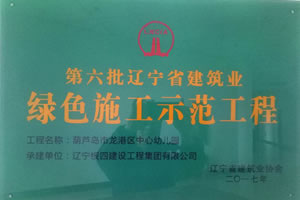 第六批辽宁省建筑业
绿色施工示范工程
工程名称：葫芦岛市龙港区中心幼儿园
承建单位：辽宁绥四建设工程集团有限公司
辽宁省建筑业协会
二〇一七年